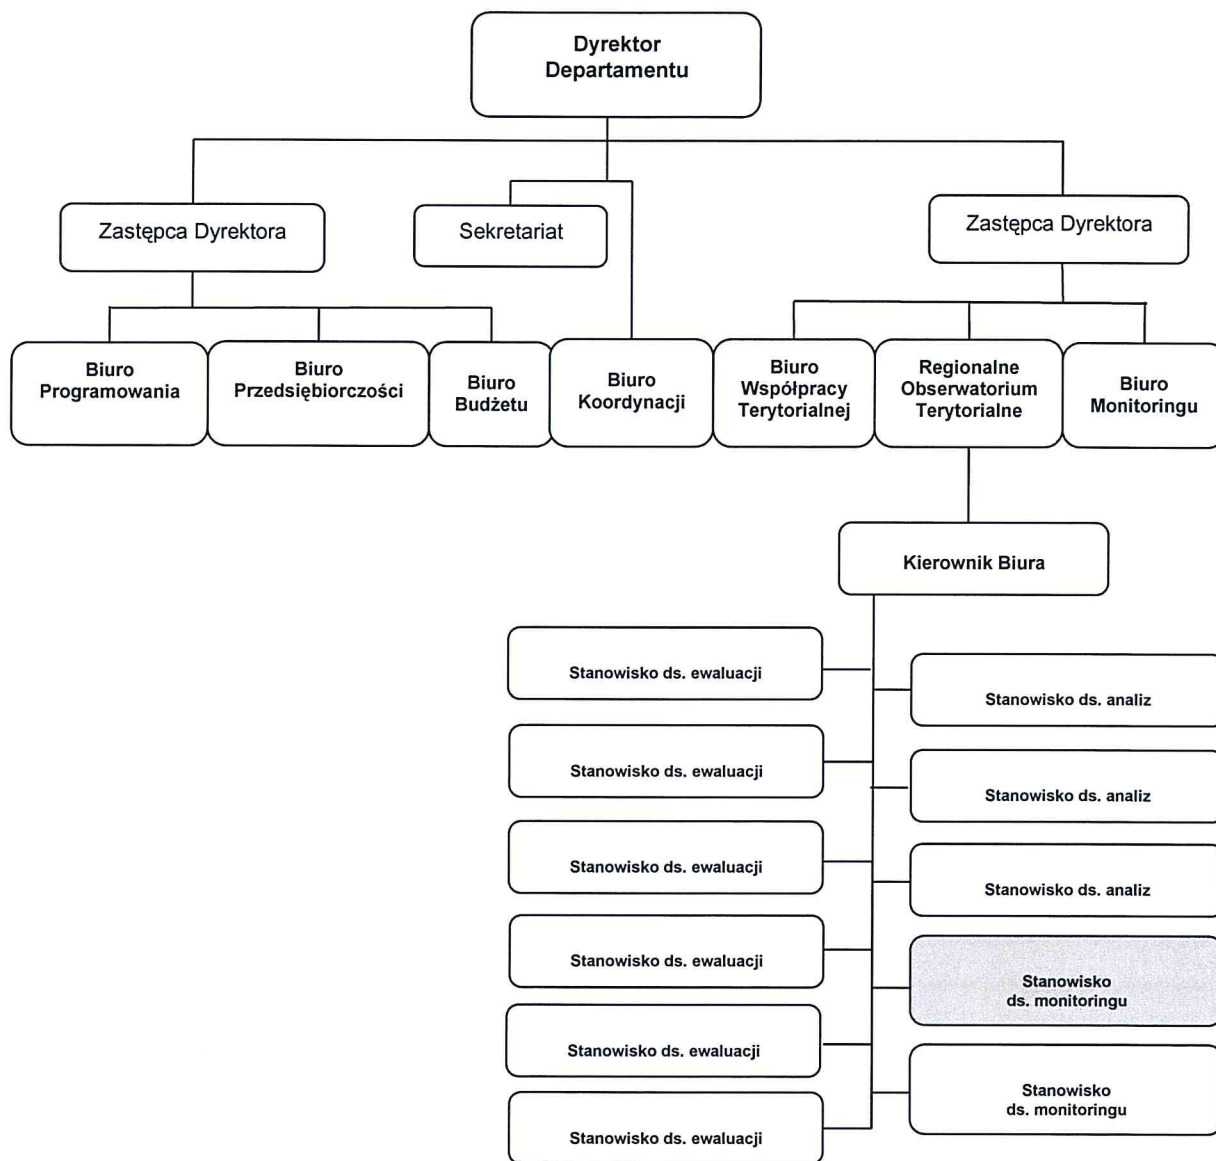 Dyrektor
Departamentu
Zastępca Dyrektora
Sekretariat
Zastępca Dyrektora
Biuro
Programowania
Biuro
Przedsiębiorczości
Biuro
Budżetu
Biuro
Koordynacji
Biuro
Współpracy
Terytorialnej
Regionalne
Obserwatorium
Terytorialne
Biuro
Monitoringu
Kierownik Biura
Stanowisko ds. ewaluacji
Stanowisko ds. analiz
Stanowisko ds. ewaluacji
Stanowisko ds. analiz
Stanowisko ds. ewaluacji
Stanowisko ds. analiz
Stanowisko ds. ewaluacji
Stanowisko
ds. monitoringu
Stanowisko ds. ewaluacji
Stanowisko
ds. monitoringu
Stanowisko ds. ewaluacji